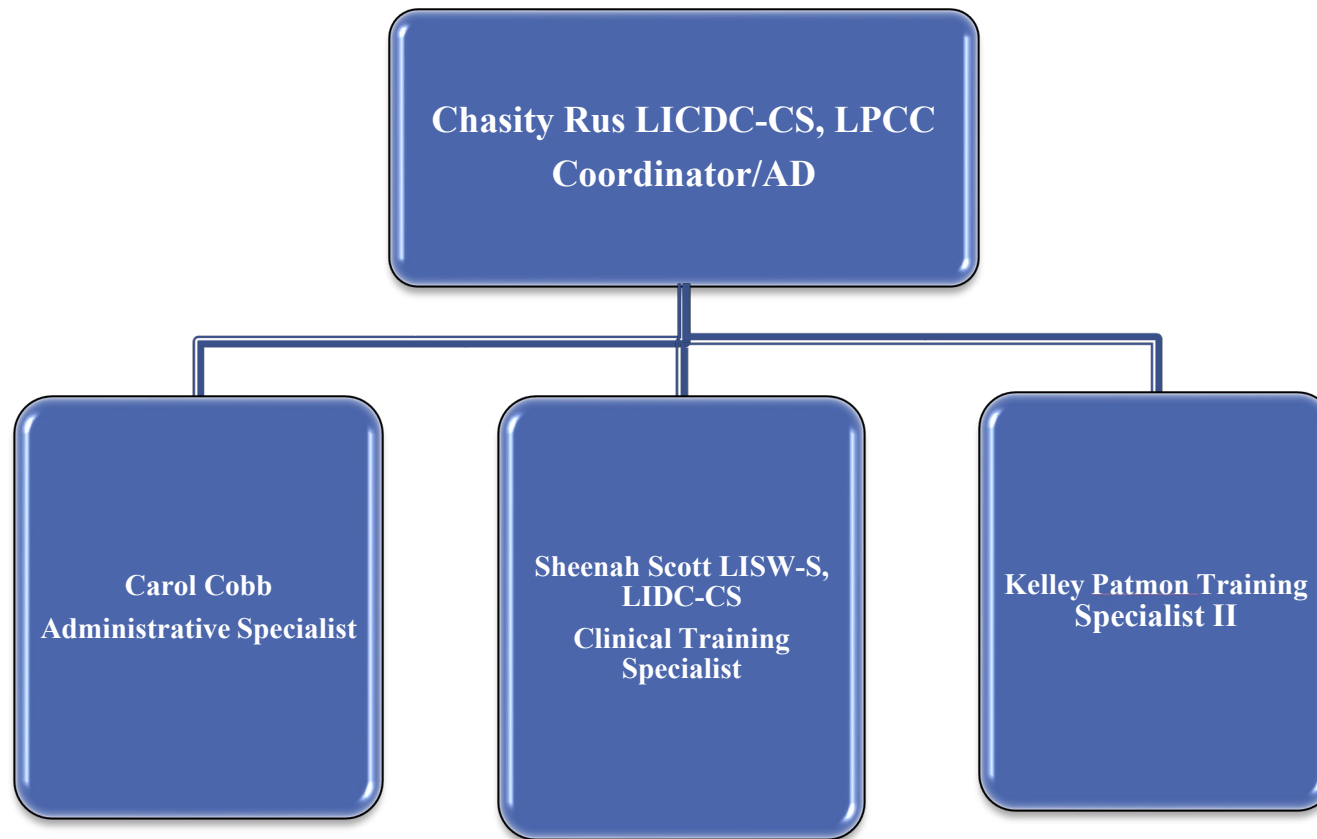 Chasity Rus LICDC-CS, LPCC
Coordinator/AD
Carol Cobb
Administrative Specialist
Sheenah Scott LISW-S,
LIDC-CS
Clinical Training
Specialist
Kelley Patmon Training
Specialist II